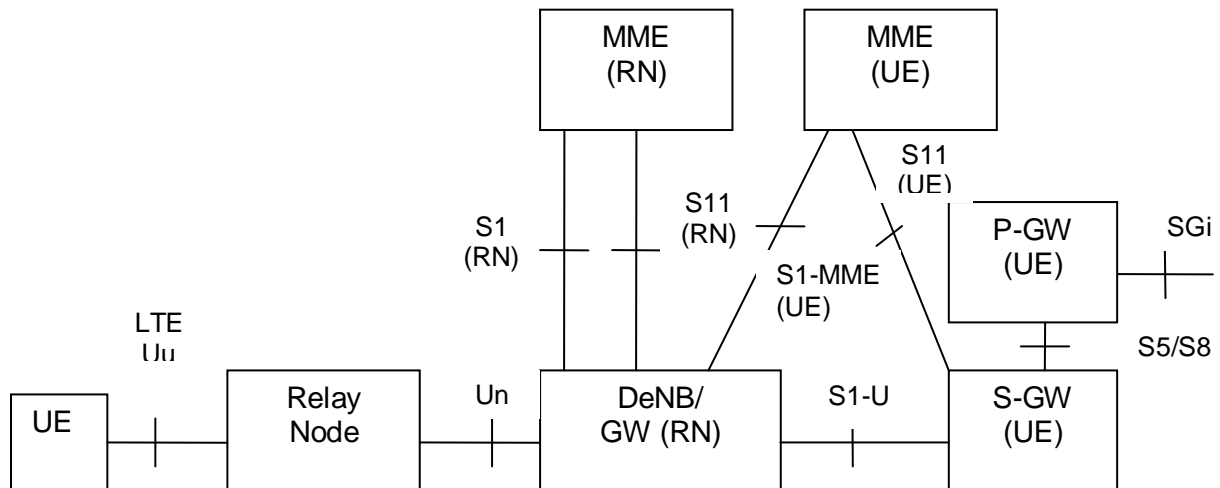 MME
(RN)
MME
(UE)
S11
(UE)
S1
(RN)
S11
(RN)
P-GW
(UE)
SGi
S1-MME
(UE)
LTE
Uu
S5/S8
UE
Relay
Node
Un
DeNB/
GW (RN)
S1-U
S-GW
(UE)